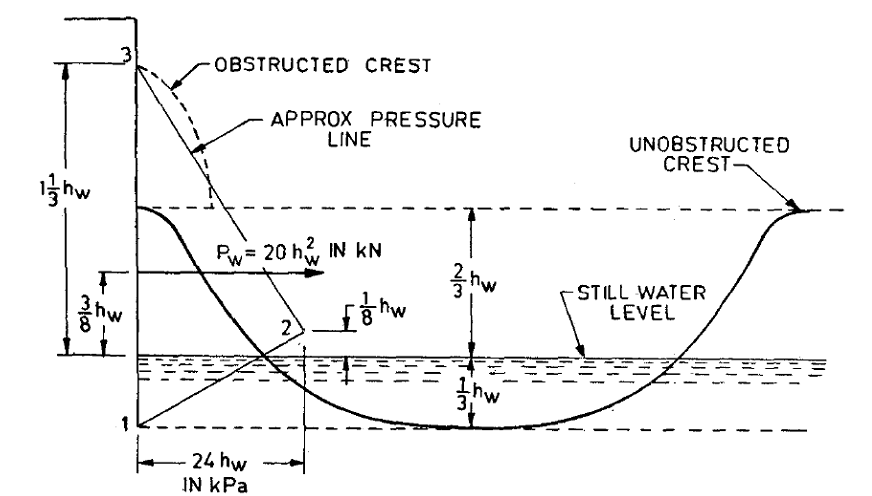 3
OBSTRUCTED CREST
APPROX PRESSURE
LINE
UNOBSTRUCTED
CREST
1 1/3 hw
Pw = 20 hw² IN kN
2/3 hw
3/8 hw
2
1/8 hw
STILL WATER
LEVEL
1/3 hw
1
24 hw
IN kPa